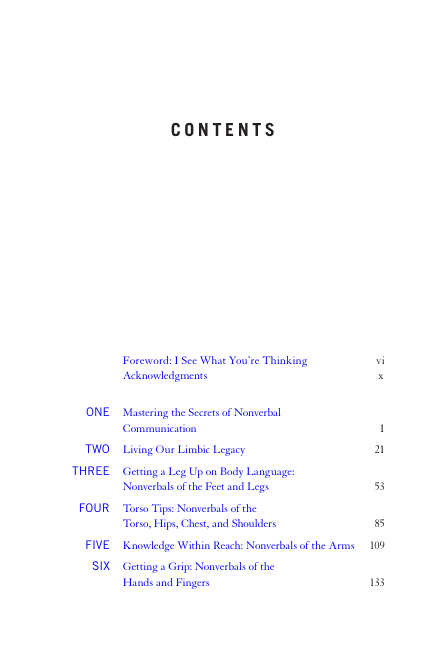 CONTENTS
Foreword: I See What You're Thinking vi
Acknowledgments x
ONE Mastering the Secrets of Nonverbal
Communication 1
TWO Living Our Limbic Legacy 21
THREE Getting a Leg Up on Body Language:
Nonverbals of the Feet and Legs 53
FOUR Torso Tips: Nonverbals of the
Torso, Hips, Chest, and Shoulders 85
FIVE Knowledge Within Reach: Nonverbals of the Arms 109
SIX Getting a Grip: Nonverbals of the
Hands and Fingers 133